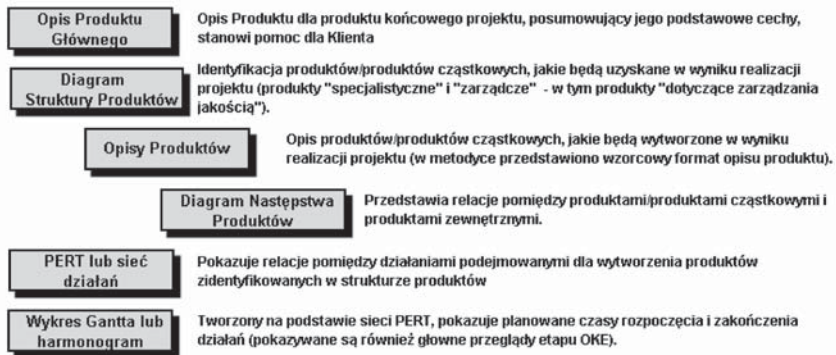 Opis Produktu
Głównego
Opis Produktu dla produktu końcowego projektu, posumowujący jego podstawowe cechy,
stanowi pomoc dla Klienta
Diagram
Struktury Produktów
Identyfikacja produktów/produktów cząstkowych, jakie będą uzyskane w wyniku realizacji
projektu (produkty "specjalistyczne" i "zarządcze" - w tym produkty "dotyczące zarządzania
jakością").
Opisy Produktów
Opis produktów/produktów cząstkowych, jakie będą wytworzone w wyniku
realizacji projektu (w metodyce przedstawiono wzorcowy format opisu produktu).
Diagram Następstwa
Produktów
Przedstawia relacje pomiędzy produktami/produktami cząstkowymi i
produktami zewnętrznymi.
PERT lub sieć
działań
Pokazuje relacje pomiędzy działaniami podejmowanymi dla wytworzenia produktów
zidentyfikowanych w strukturze produktów
Wykres Gantta lub
harmonogram
Tworzony na podstawie sieci PERT, pokazuje planowane czasy rozpoczęcia i zakończenia
działań (pokazywane są również głowne przeglądy etapu OKE).